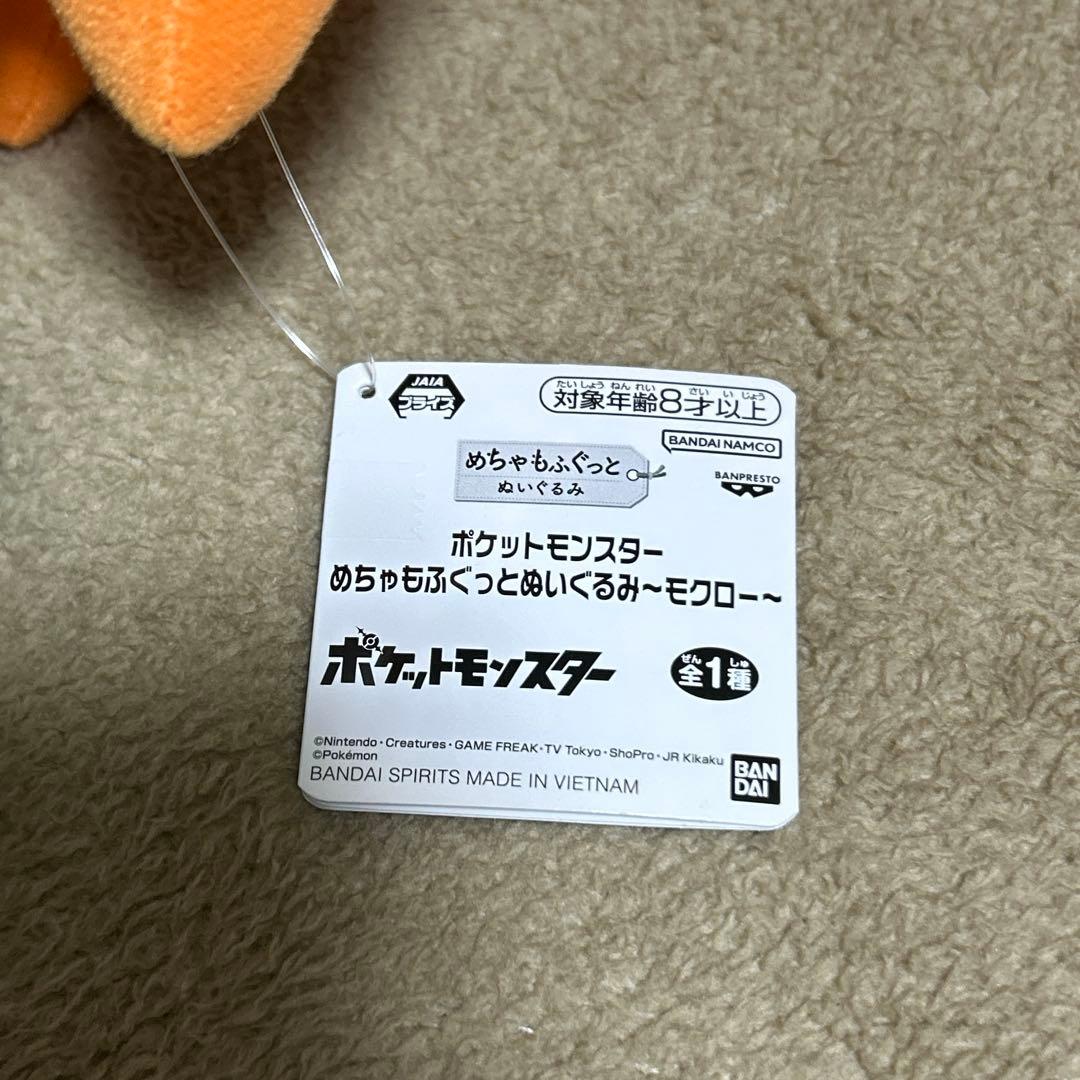 JAIA
プライズ
たいしょうねんれい さいいじょう
対象年齢8才以上
BANDAI NAMCO
めちゃもふぐっと
ぬいぐるみ
BANPRESTO
ポケットモンスター
めちゃもふぐっとぬいぐるみ〜モクロー〜
ポケットモンスター
ぜん しゅ
全1種
©Nintendo・Creatures・GAME FREAK・TV Tokyo・ShoPro・JR Kikaku
©Pokémon
BANDAI SPIRITS MADE IN VIETNAM
BAN
DAI